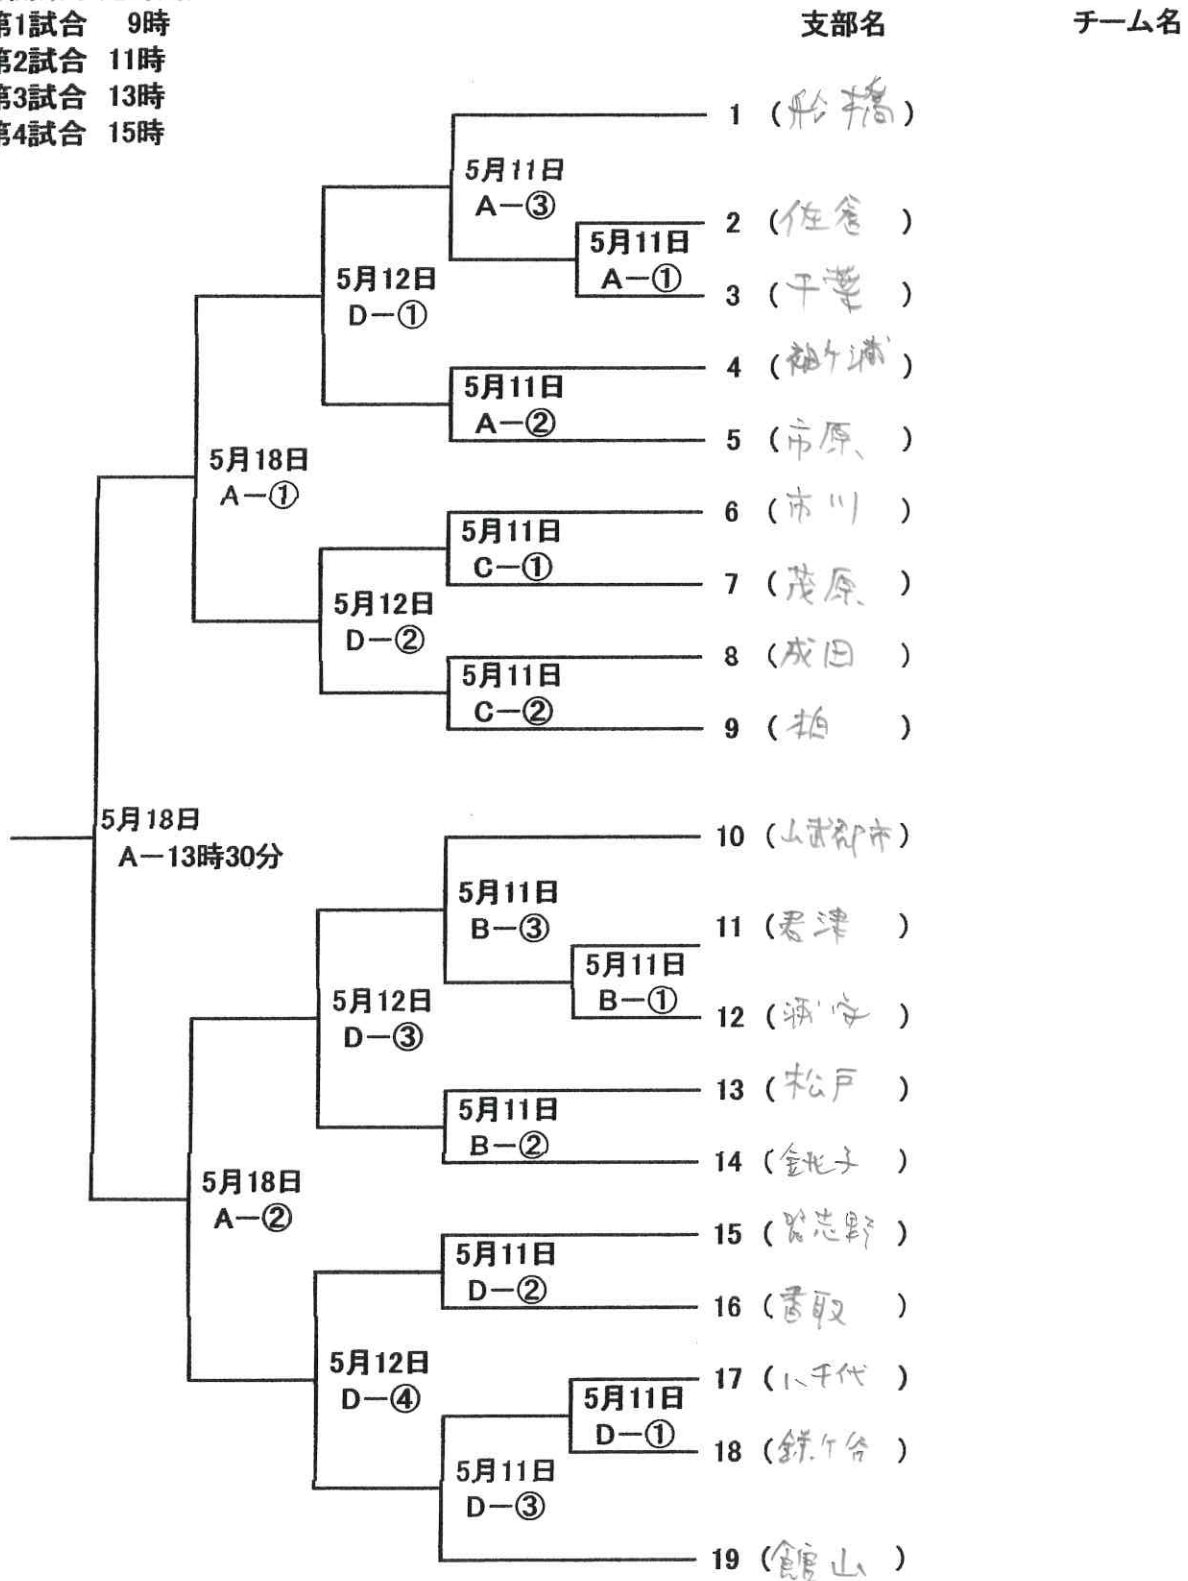 第1試合 9時
第2試合 11時
第3試合 13時
第4試合 15時
支部名 チーム名
1 (船橋)
5月11日
A-③
2 (佐倉)
5月11日
A-①
3 (千葉)
5月12日
D-①
4 (袖ケ浦)
5月11日
A-②
5 (市原)
5月18日
A-①
6 (市川)
5月11日
C-①
7 (茂原)
5月12日
D-②
8 (成田)
5月11日
C-②
9 (柏)
5月18日
A-13時30分
10 (山武郡市)
5月11日
B-③
11 (君津)
5月11日
B-①
12 (浦安)
5月12日
D-③
13 (松戸)
5月11日
B-②
14 (銚子)
5月18日
A-②
15 (習志野)
5月11日
D-②
16 (香取)
5月12日
D-④
17 (八千代)
5月11日
D-①
18 (鎌ケ谷)
5月11日
D-③
19 (館山)